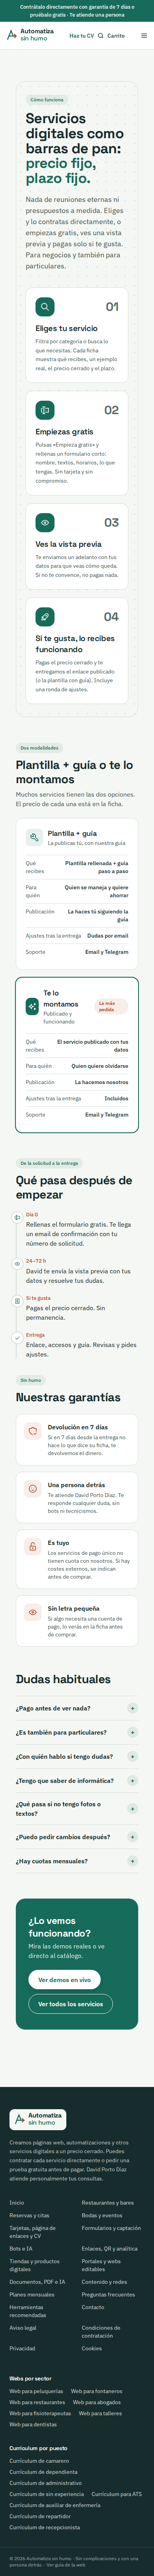 Contrátalo directamente con garantía de 7 días o
pruébalo gratis · Te atiende una persona
Automatiza
sin humo
Haz tu CV
Carrito
Cómo funciona
Servicios
digitales como
barras de pan:
precio fijo,
plazo fijo.
Nada de reuniones eternas ni
presupuestos a medida. Eliges
y lo contratas directamente, o
empiezas gratis, ves una vista
previa y pagas solo si te gusta.
Para negocios y también para
particulares.
01
Eliges tu servicio
Filtra por categoría o busca lo
que necesitas. Cada ficha
muestra qué recibes, un ejemplo
real, el precio cerrado y el plazo.
02
Empiezas gratis
Pulsas «Empieza gratis» y
rellenas un formulario corto:
nombre, textos, horarios, lo que
tengas. Sin tarjeta y sin
compromiso.
03
Ves la vista previa
Te enviamos un adelanto con tus
datos para que veas cómo queda.
Si no te convence, no pagas nada.
04
Si te gusta, lo recibes
funcionando
Pagas el precio cerrado y te
entregamos el enlace publicado
(o la plantilla con guía). Incluye
una ronda de ajustes.
Dos modalidades
Plantilla + guía o te lo
montamos
Muchos servicios tienen las dos opciones.
El precio de cada una está en la ficha.
Plantilla + guía
La publicas tú, con nuestra guía
Qué
recibes
Plantilla rellenada + guía
paso a paso
Para
quién
Quien se maneja y quiere
ahorrar
Publicación
La haces tú siguiendo la
guía
Ajustes tras la entrega
Dudas por email
Soporte
Email y Telegram
Te lo
montamos
Publicado y
funcionando
La más
pedida
Qué
recibes
El servicio publicado con tus
datos
Para quién
Quien quiere olvidarse
Publicación
La hacemos nosotros
Ajustes tras la entrega
Incluidos
Soporte
Email y Telegram
De la solicitud a la entrega
Qué pasa después de
empezar
Día 0
Rellenas el formulario gratis. Te llega
un email de confirmación con tu
número de solicitud.
24–72 h
David te envía la vista previa con tus
datos y resuelve tus dudas.
Si te gusta
Pagas el precio cerrado. Sin
permanencia.
Entrega
Enlace, accesos y guía. Revisas y pides
ajustes.
Sin humo
Nuestras garantías
Devolución en 7 días
Si en 7 días desde la entrega no
hace lo que dice su ficha, te
devolvemos el dinero.
Una persona detrás
Te atiende David Porto Díaz. Te
responde cualquier duda, sin
bots ni tecnicismos.
Es tuyo
Los servicios de pago único no
tienen cuota con nosotros. Si hay
costes externos, se indican
antes de comprar.
Sin letra pequeña
Si algo necesita una cuenta de
pago, lo verás en la ficha antes
de comprar.
Dudas habituales
¿Pago antes de ver nada?
+
¿Es también para particulares?
+
¿Con quién hablo si tengo dudas?
+
¿Tengo que saber de informática?
+
¿Qué pasa si no tengo fotos o
textos?
+
¿Puedo pedir cambios después?
+
¿Hay cuotas mensuales?
+
¿Lo vemos
funcionando?
Mira las demos reales o ve
directo al catálogo.
Ver demos en vivo
Ver todos los servicios
Automatiza
sin humo
Creamos páginas web, automatizaciones y otros
servicios digitales a un precio cerrado. Puedes
contratar cada servicio directamente o pedir una
prueba gratuita antes de pagar. David Porto Díaz
atiende personalmente tus consultas.
Inicio
Restaurantes y bares
Reservas y citas
Bodas y eventos
Tarjetas, página de
enlaces y CV
Formularios y captación
Bots e IA
Enlaces, QR y analítica
Tiendas y productos
digitales
Portales y webs
editables
Documentos, PDF e IA
Contenido y redes
Planes mensuales
Preguntas frecuentes
Herramientas
recomendadas
Contacto
Aviso legal
Condiciones de
contratación
Privacidad
Cookies
Webs por sector
Web para peluquerías
Web para fontaneros
Web para restaurantes
Web para abogados
Web para fisioterapeutas
Web para talleres
Web para dentistas
Currículum por puesto
Currículum de camarero
Currículum de dependienta
Currículum de administrativo
Currículum de sin experiencia
Currículum para ATS
Currículum de auxiliar de enfermería
Currículum de repartidor
Currículum de recepcionista
© 2026 Automatiza sin humo · Sin complicaciones y con una
persona detrás. · Ver guía de la web